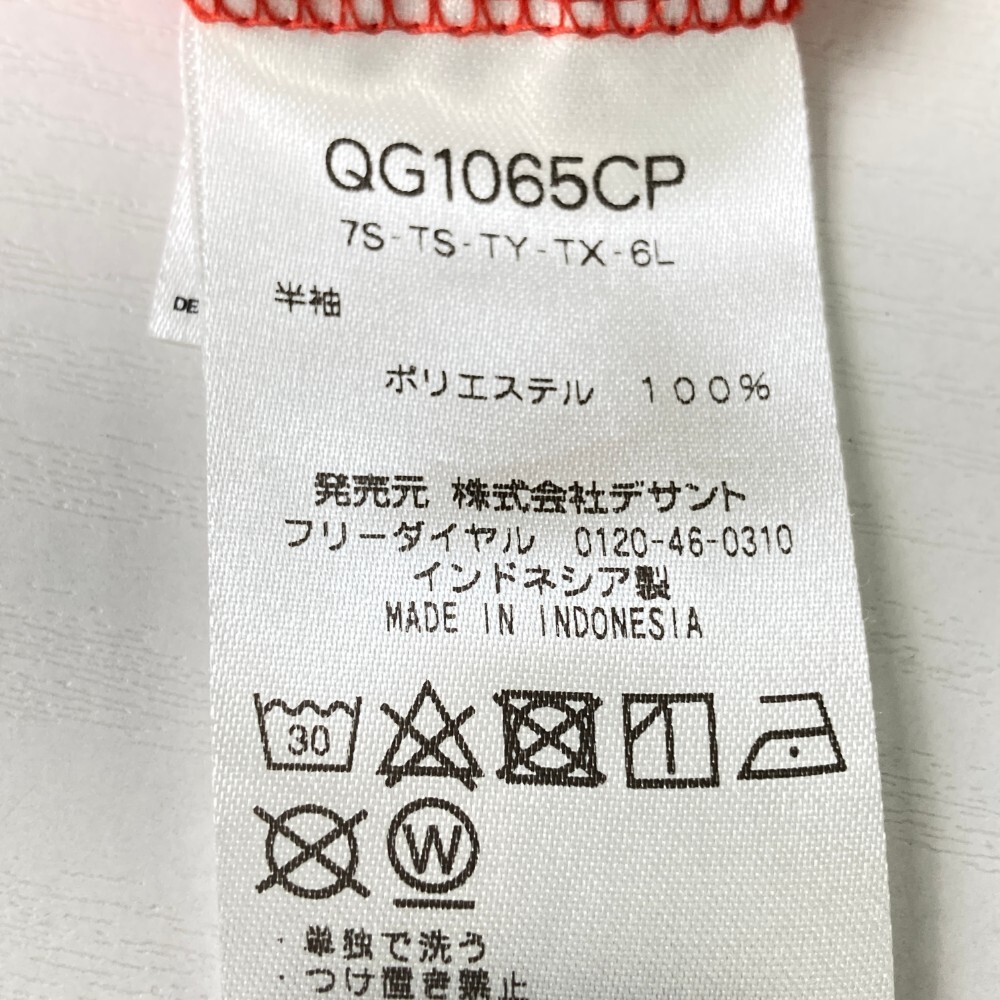 QG1065CP
7S-TS-TY-TX-6L
DE
半袖
ポリエステル 100%
発売元 株式会社デサント
フリーダイヤル 0120-46-0310
インドネシア製
MADE IN INDONESIA
30
W
・単独で洗う
・つけ置き禁止